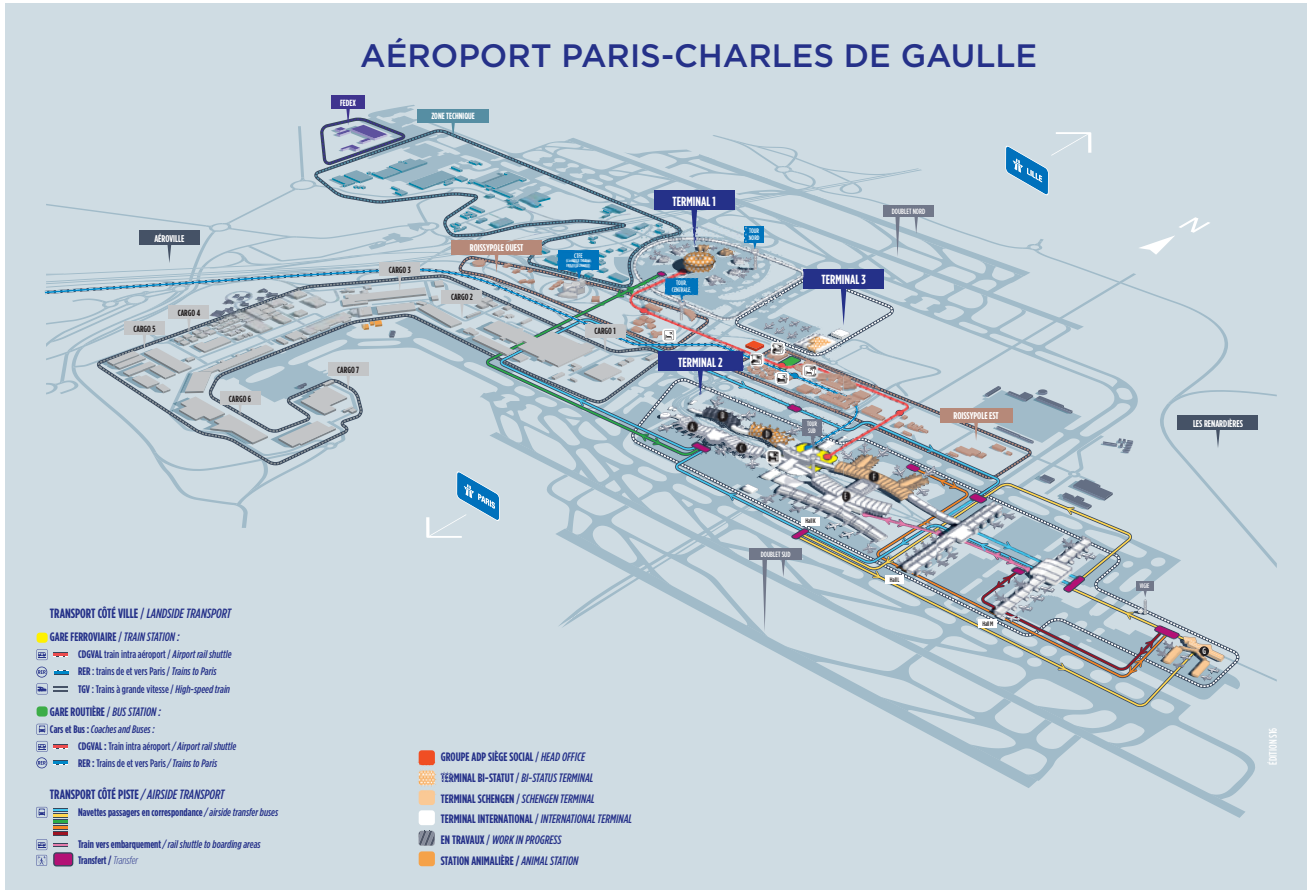 AÉROPORT PARIS-CHARLES DE GAULLE
FEDEX
ZONE TECHNIQUE
LILLE
TERMINAL 1
DOUBLET NORD
TOUR
NORD
AÉROVILLE
ROISSYPOLE OUEST
CARGO 3
TERMINAL 3
TOUR
CENTRALE
CARGO 2
CARGO 4
CARGO 5
CARGO 1
TERMINAL 2
CARGO 7
CARGO 6
ROISSYPOLE EST
LES RENARDIÈRES
TOUR
SUD
A
B
C
D
E
F
G
N
PARIS
Hall K
DOUBLET SUD
Hall L
VIGIE
Hall M
TRANSPORT CÔTÉ VILLE / LANDSIDE TRANSPORT
GARE FERROVIAIRE / TRAIN STATION :
CDGVAL train intra aéroport / Airport rail shuttle
RER RER : trains de et vers Paris / Trains to Paris
TGV : Trains à grande vitesse / High-speed train
GARE ROUTIÈRE / BUS STATION :
Cars et Bus : Coaches and Buses :
CDGVAL : Train intra aéroport / Airport rail shuttle
RER RER : Trains de et vers Paris / Trains to Paris
TRANSPORT CÔTÉ PISTE / AIRSIDE TRANSPORT
Navettes passagers en correspondance / airside transfer buses
Train vers embarquement / rail shuttle to boarding areas
Transfert / Transfer
GROUPE ADP SIÈGE SOCIAL / HEAD OFFICE
TERMINAL BI-STATUT / BI-STATUS TERMINAL
TERMINAL SCHENGEN / SCHENGEN TERMINAL
TERMINAL INTERNATIONAL / INTERNATIONAL TERMINAL
EN TRAVAUX / WORK IN PROGRESS
STATION ANIMALIÈRE / ANIMAL STATION